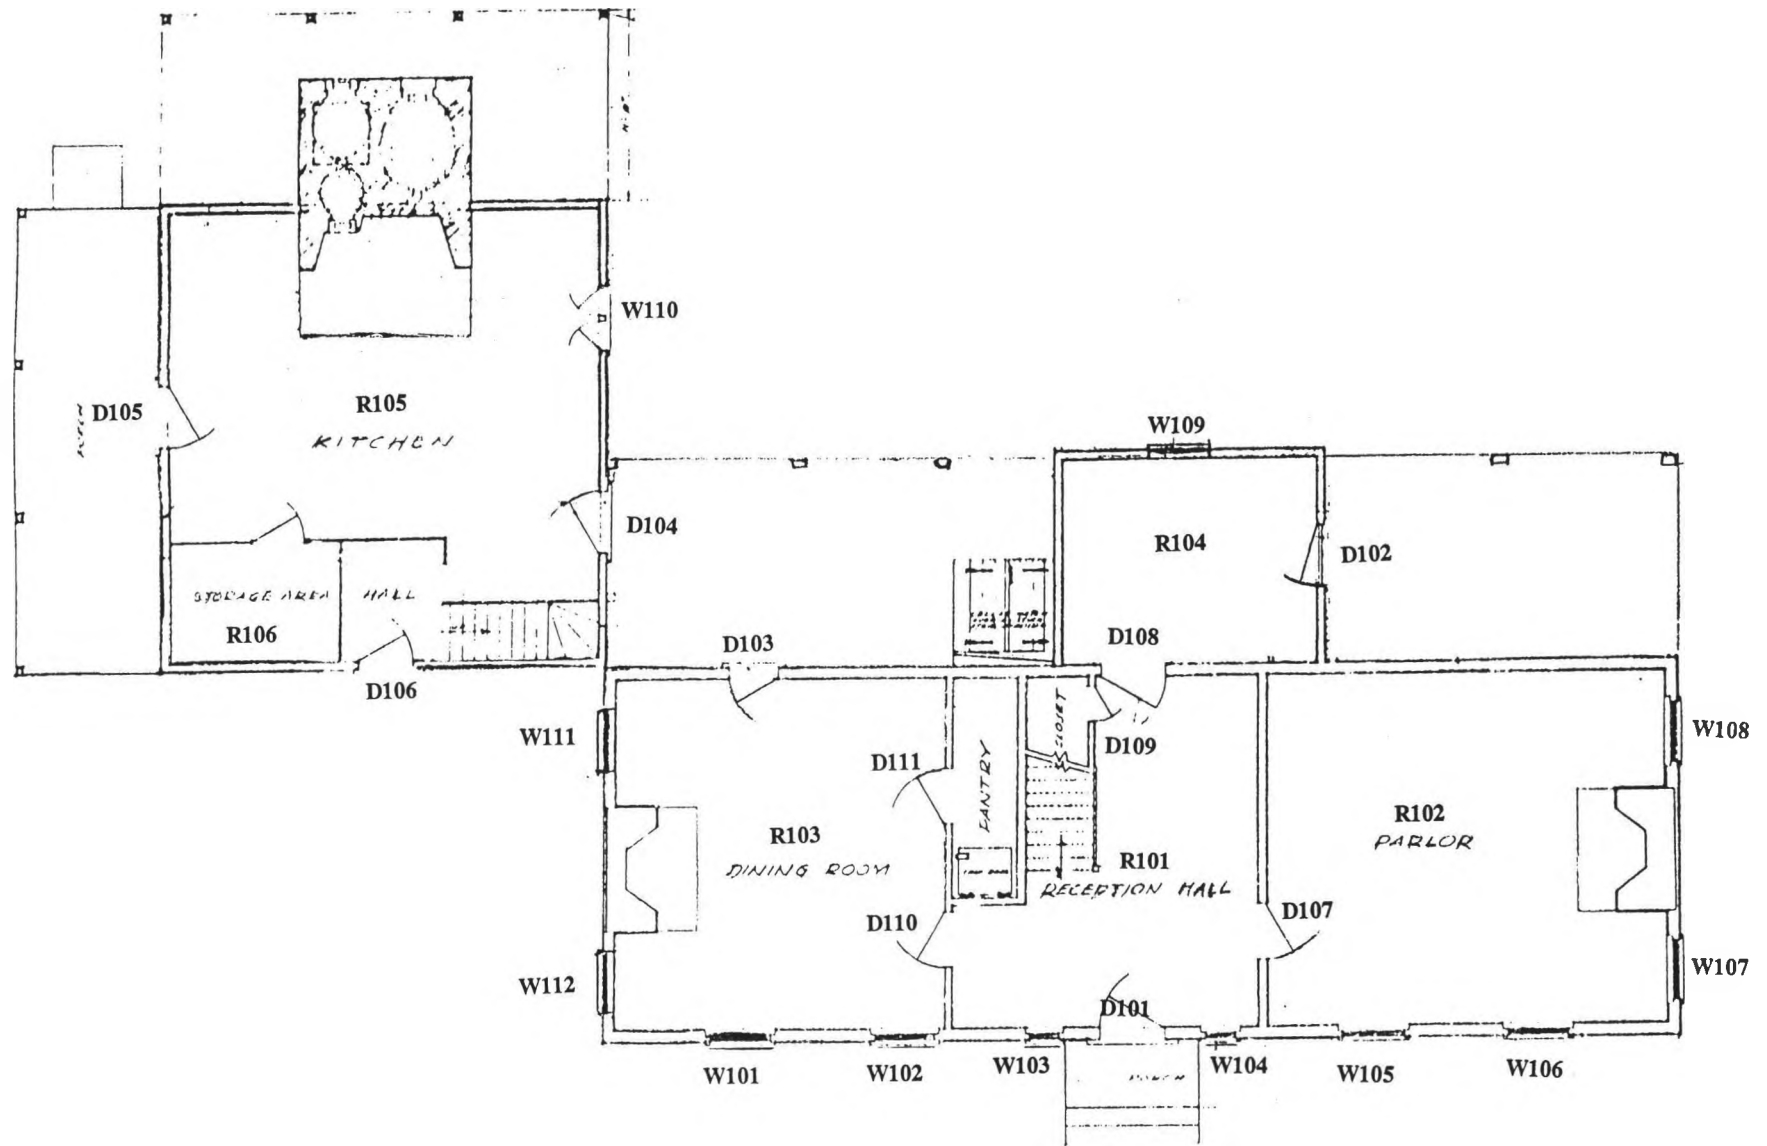 W110
D105
R105
KITCHEN
W109
D104
R104
D102
STORAGE AREA
HALL
R106
D103
D108
D106
CLOSET
W111
D111
D109
W108
PANTRY
R103
DINING ROOM
R101
RECEPTION HALL
R102
PARLOR
D110
D107
W112
D101
W107
W101
W102
W103
PORCH
W104
W105
W106